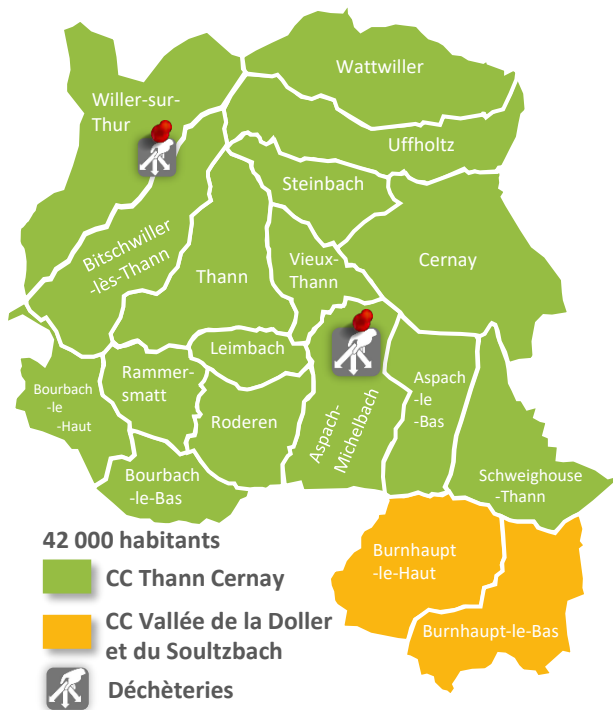 Wattwiller
Willer-sur-
Thur
Uffholtz
Steinbach
Bitschwiller
-lès-Thann
Thann
Vieux-
Thann
Cernay
Leimbach
Rammer-
smatt
Bourbach
-le
-Haut
Roderen
Aspach-
Michelbach
Aspach
-le
-Bas
Bourbach
-le-Bas
Schweighouse
-Thann
42 000 habitants
CC Thann Cernay
CC Vallée de la Doller
et du Soultzbach
Déchèteries
Burnhaupt
-le-Haut
Burnhaupt-le-Bas